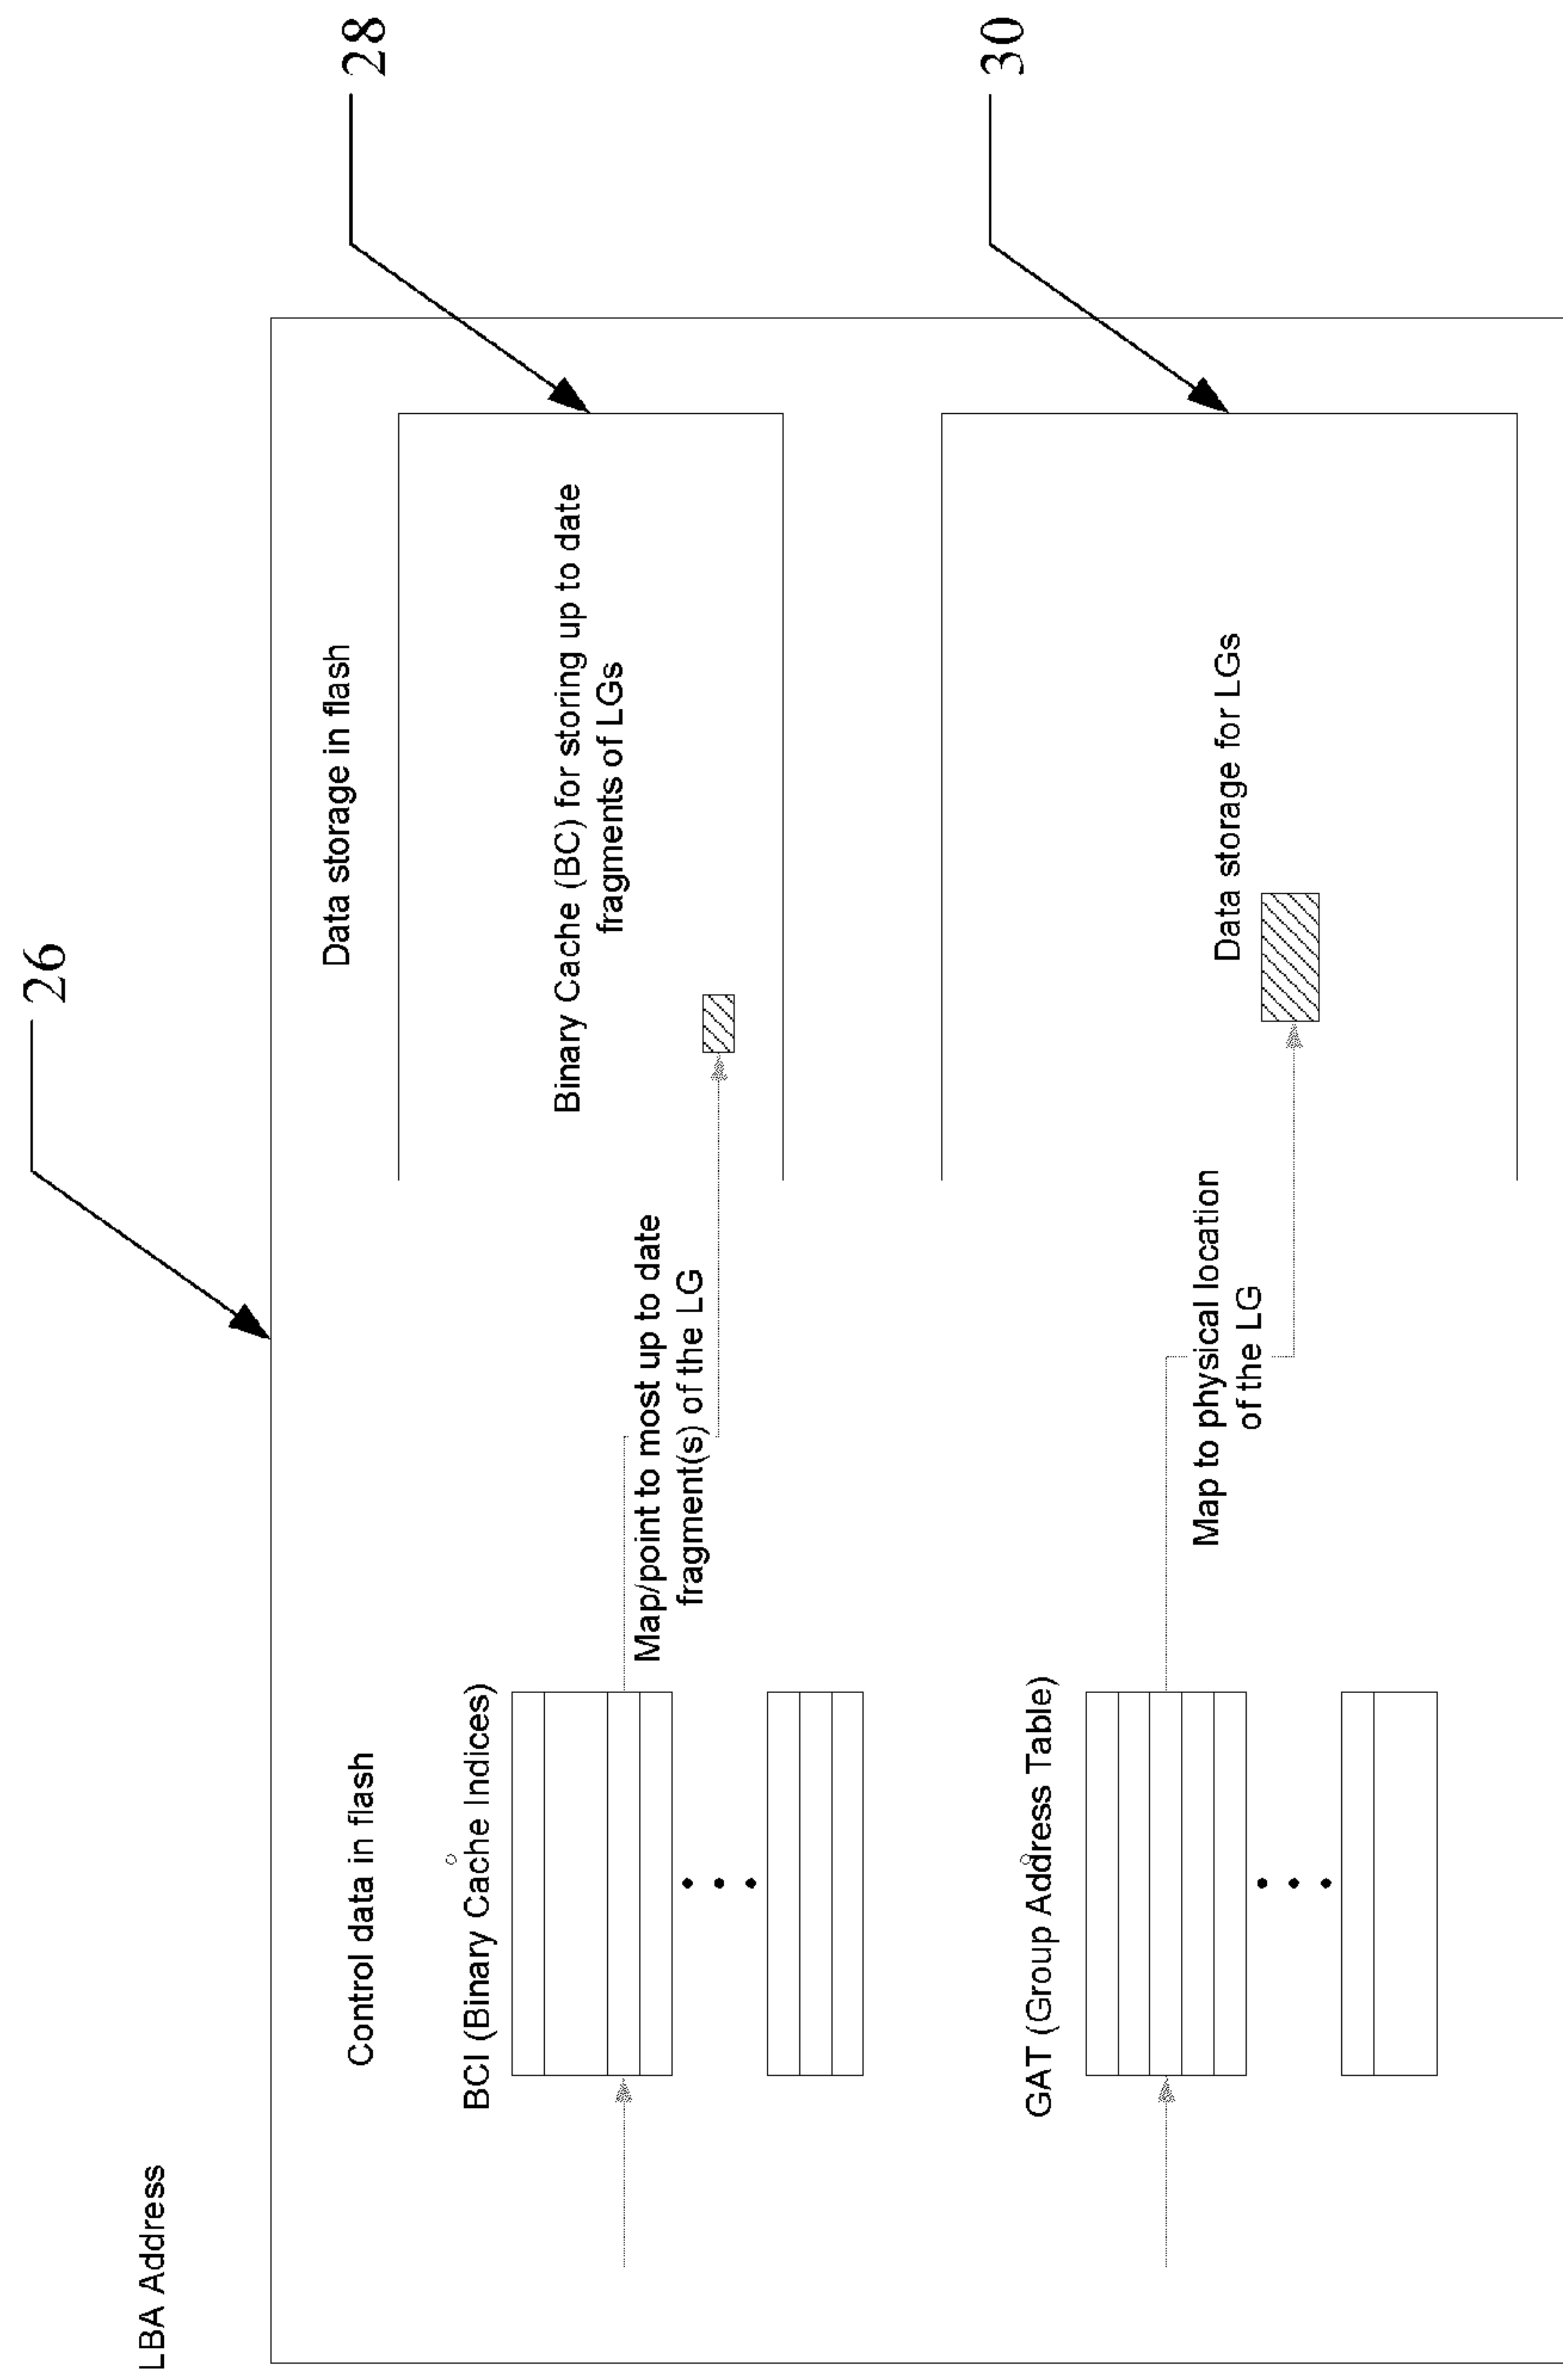 26
28
30
LBA Address
Control data in flash
Data storage in flash
BCI (Binary Cache Indices)
Map/point to most up to date
fragment(s) of the LG
Binary Cache (BC) for storing up to date
fragments of LGs
GAT (Group Address Table)
Map to physical location
of the LG
Data storage for LGs